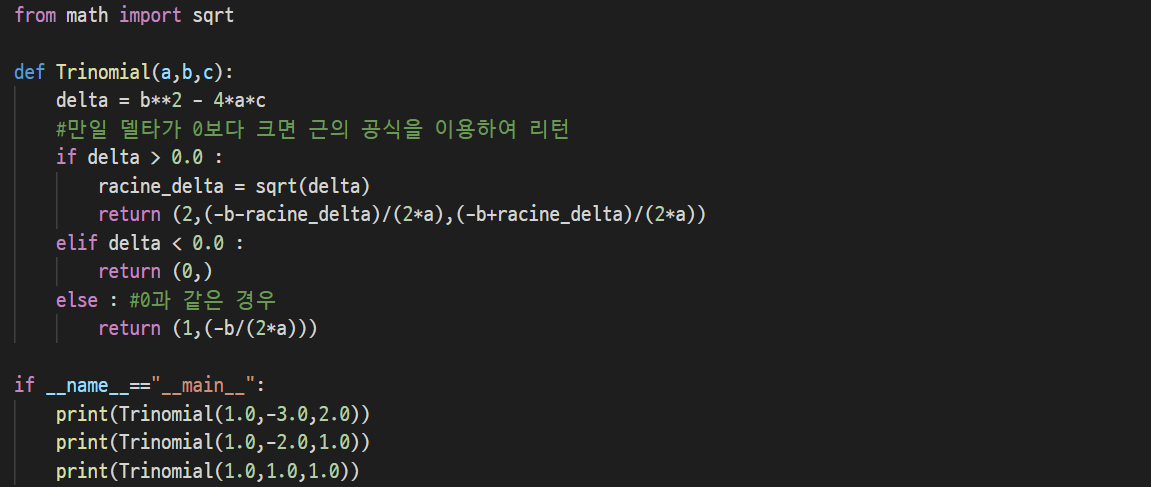 from math import sqrt
def Trinomial(a,b,c):
    delta = b**2 - 4*a*c
    #만일 델타가 0보다 크면 근의 공식을 이용하여 리턴
    if delta > 0.0 :
        racine_delta = sqrt(delta)
        return (2,(-b-racine_delta)/(2*a),(-b+racine_delta)/(2*a))
    elif delta < 0.0 :
        return (0,)
    else : #0과 같은 경우
        return (1,(-b/(2*a)))
if __name__=="__main__":
    print(Trinomial(1.0,-3.0,2.0))
    print(Trinomial(1.0,-2.0,1.0))
    print(Trinomial(1.0,1.0,1.0))